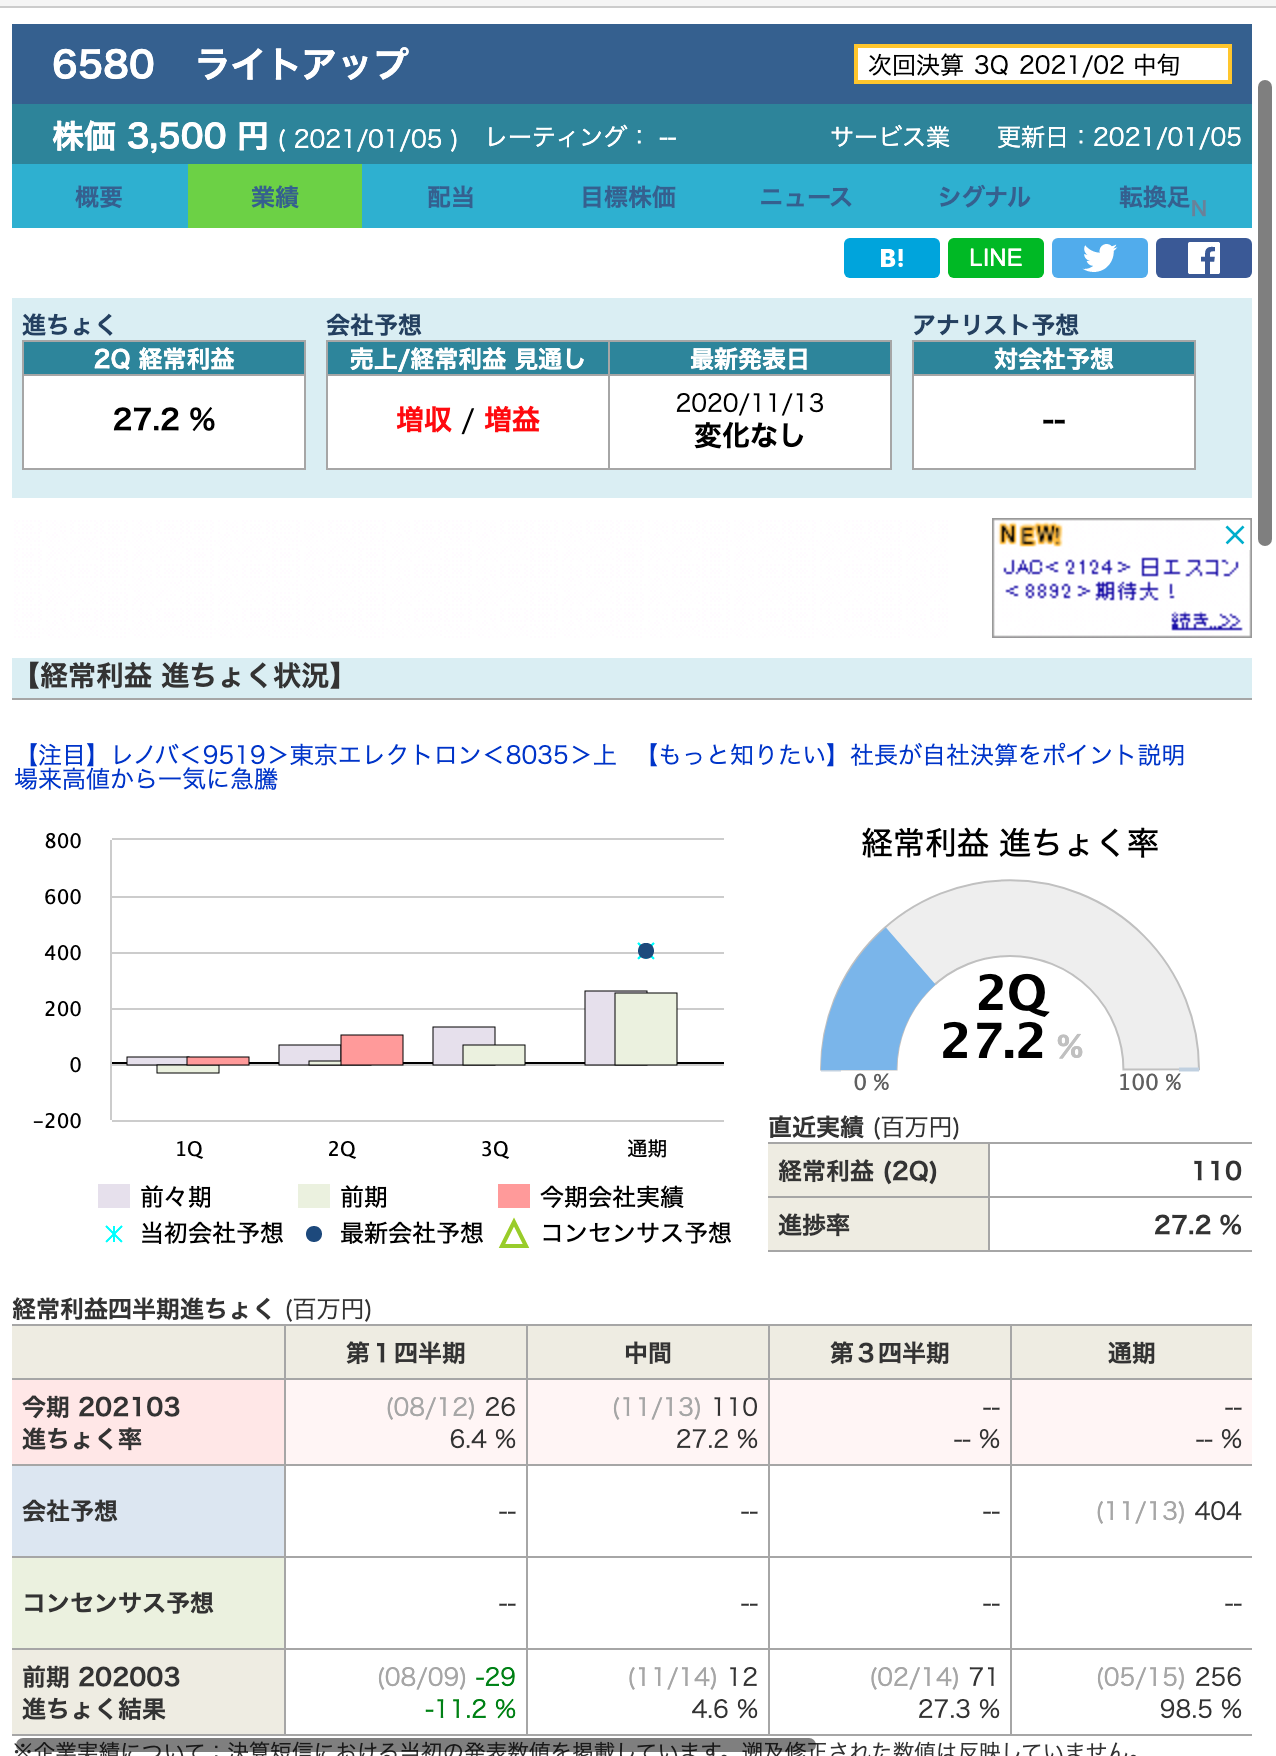 6580 ライトアップ
次回決算 3Q 2021/02 中旬
株価 3,500 円 ( 2021/01/05 ) レーティング： -- サービス業 更新日：2021/01/05
概要 業績 配当 目標株価 ニュース シグナル 転換足N
B! LINE
進ちょく 会社予想 アナリスト予想
2Q 経常利益 売上/経常利益 見通し 最新発表日 対会社予想
27.2 % 増収 / 増益 2020/11/13 --
変化なし
NEW!
JAC<2124> 日エスコン
<8892>期待大！
続き..>>
【経常利益 進ちょく状況】
【注目】レノバ<9519>東京エレクトロン<8035>上
場来高値から一気に急騰
【もっと知りたい】社長が自社決算をポイント説明
800
600
400
200
0
-200
1Q 2Q 3Q 通期
前々期 前期 今期会社実績
当初会社予想 最新会社予想 コンセンサス予想
経常利益 進ちょく率
2Q
27.2 %
0 % 100 %
直近実績 (百万円)
経常利益 (2Q) 110
進捗率 27.2 %
経常利益四半期進ちょく (百万円)
第１四半期 中間 第３四半期 通期
今期 202103 (08/12) 26 (11/13) 110 -- --
進ちょく率 6.4 % 27.2 % -- % -- %
会社予想 -- -- -- (11/13) 404
コンセンサス予想 -- -- -- --
前期 202003 (08/09) -29 (11/14) 12 (02/14) 71 (05/15) 256
進ちょく結果 -11.2 % 4.6 % 27.3 % 98.5 %
※企業実績について：決算短信における当初の発表数値を掲載しています。遡及修正された数値は反映していません。